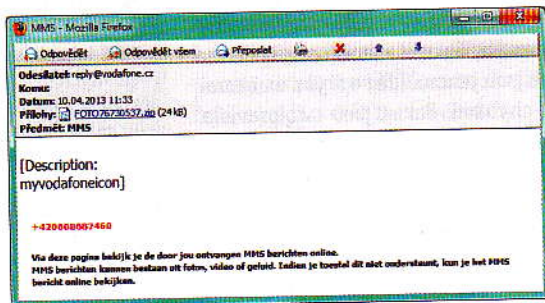 MMS - Mozilla Firefox
Odpovědět Odpovědět všem Přeposlat
Odesílatel: reply@vodafone.cz
Komu:
Datum: 10.04.2013 11:33
Přílohy: FOTO76730537.zip (24 kB)
Předmět: MMS
[Description:
myvodafoneicon]
+420608667460
Via deze pagina bekijk je de door jou ontvangen MMS berichten online.
MMS berichten kunnen bestaan uit fotos, video of geluid. Indien je toestel dit niet ondersteunt, kun je het MMS
bericht online bekijken.